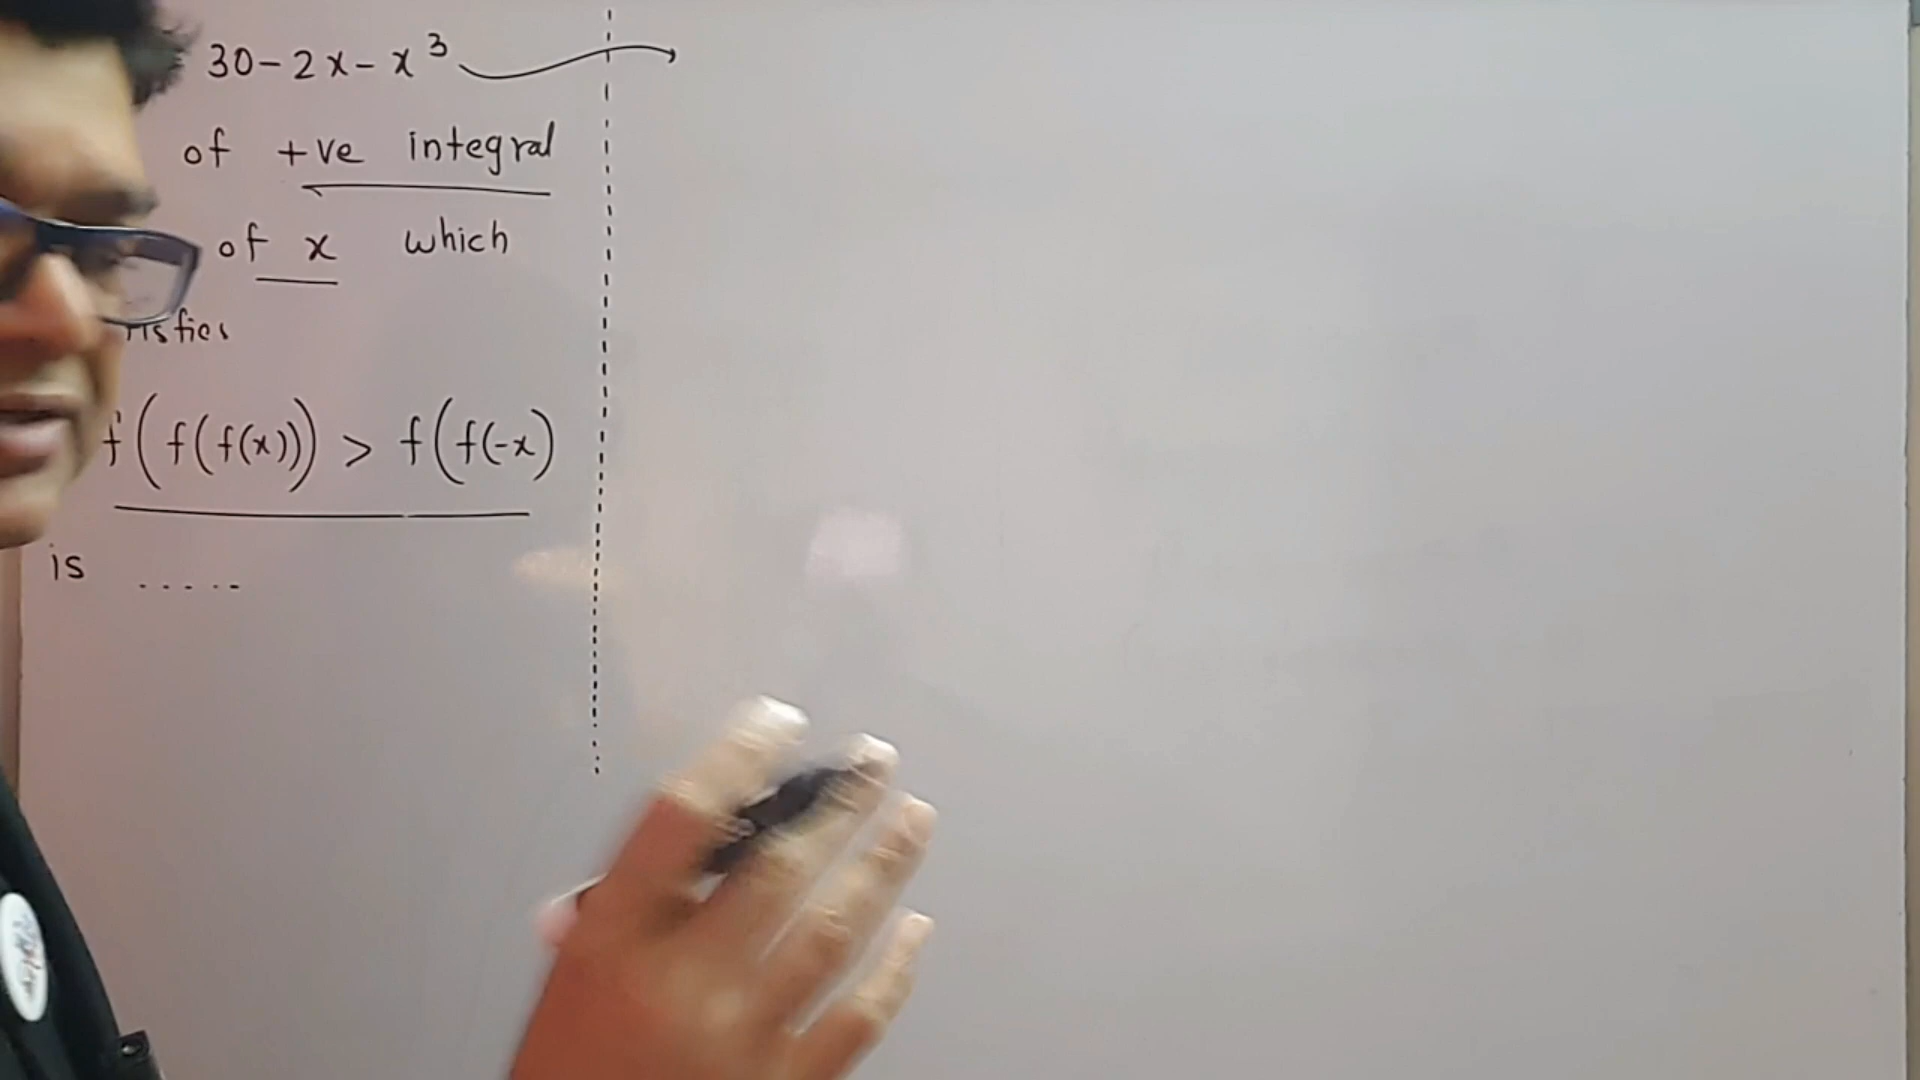 30-2x-x³
of +ve integral
of x which
f(f(f(x))) > f(f(-x)
is .....